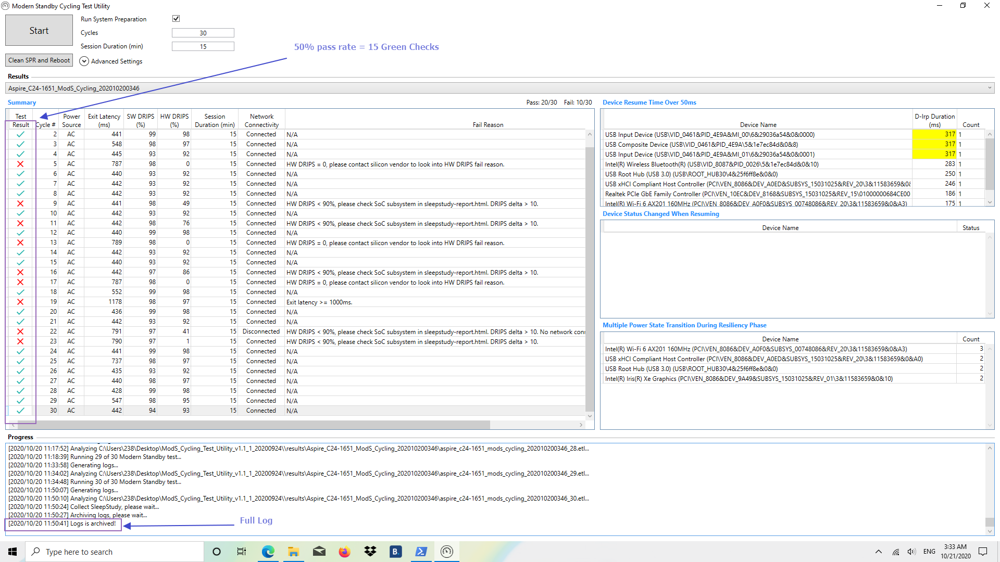 Modern Standby Cycling Test Utility
Start
Run System Preparation
Cycles 30
Session Duration (min) 15
50% pass rate = 15 Green Checks
Clean SPR and Reboot
Advanced Settings
Results
Aspire_C24-1651_ModS_Cycling_202010200346
Summary Pass: 20/30 Fail: 10/30
Test Result Cycle # Power Source Exit Latency (ms) SW DRIPS (%) HW DRIPS (%) Session Duration (min) Network Connectivity Fail Reason
2 AC 441 99 98 15 Connected N/A
3 AC 548 98 97 15 Connected N/A
4 AC 445 93 92 15 Connected N/A
5 AC 787 98 0 15 Connected HW DRIPS = 0, please contact silicon vendor to look into HW DRIPS fail reason.
6 AC 440 93 92 15 Connected N/A
7 AC 442 93 92 15 Connected N/A
8 AC 442 93 92 15 Connected N/A
9 AC 441 98 49 15 Connected HW DRIPS < 90%, please check SoC subsystem in sleepstudy-report.html. DRIPS delta > 10.
10 AC 442 93 92 15 Connected N/A
11 AC 442 98 76 15 Connected HW DRIPS < 90%, please check SoC subsystem in sleepstudy-report.html. DRIPS delta > 10.
12 AC 440 99 98 15 Connected N/A
13 AC 789 98 0 15 Connected HW DRIPS = 0, please contact silicon vendor to look into HW DRIPS fail reason.
14 AC 442 93 92 15 Connected N/A
15 AC 440 93 92 15 Connected N/A
16 AC 442 97 86 15 Connected HW DRIPS < 90%, please check SoC subsystem in sleepstudy-report.html. DRIPS delta > 10.
17 AC 787 98 0 15 Connected HW DRIPS = 0, please contact silicon vendor to look into HW DRIPS fail reason.
18 AC 552 99 98 15 Connected N/A
19 AC 1178 98 97 15 Connected Exit latency >= 1000ms.
20 AC 436 99 98 15 Connected N/A
21 AC 442 93 92 15 Connected N/A
22 AC 791 97 41 15 Disconnected HW DRIPS < 90%, please check SoC subsystem in sleepstudy-report.html. DRIPS delta > 10. No network con
23 AC 790 97 1 15 Connected HW DRIPS < 90%, please check SoC subsystem in sleepstudy-report.html. DRIPS delta > 10.
24 AC 441 99 98 15 Connected N/A
25 AC 737 98 97 15 Connected N/A
26 AC 435 93 92 15 Connected N/A
27 AC 440 98 97 15 Connected N/A
28 AC 428 99 98 15 Connected N/A
29 AC 547 98 95 15 Connected N/A
30 AC 442 94 93 15 Connected N/A
Device Resume Time Over 50ms
Device Name D-Irp Duration (ms) Count
USB Input Device (USB\VID_0461&PID_4E9A&MI_00\6&29036a54&0&0000) 317 1
USB Composite Device (USB\VID_0461&PID_4E9A\5&1e7ec84d&0&8) 317 1
USB Input Device (USB\VID_0461&PID_4E9A&MI_01\6&29036a54&0&0001) 317 1
Intel(R) Wireless Bluetooth(R) (USB\VID_8087&PID_0026\5&1e7ec84d&0&10) 283 1
USB Root Hub (USB 3.0) (USB\ROOT_HUB30\4&25f6ff8e&0&0) 250 1
USB xHCI Compliant Host Controller (PCI\VEN_8086&DEV_A0ED&SUBSYS_15031025&REV_20\3&11583659&0& 246 1
Realtek PCIe GbE Family Controller (PCI\VEN_10EC&DEV_8168&SUBSYS_15031025&REV_15\01000000684CE00 186 1
Intel(R) Wi-Fi 6 AX201 160MHz (PCI\VEN_8086&DEV_A0F0&SUBSYS_00748086&REV_20\3&11583659&0&A3) 175 1
Device Status Changed When Resuming
Device Name Status
Multiple Power State Transition During Resiliency Phase
Device Name Count
Intel(R) Wi-Fi 6 AX201 160MHz (PCI\VEN_8086&DEV_A0F0&SUBSYS_00748086&REV_20\3&11583659&0&A3) 3
USB xHCI Compliant Host Controller (PCI\VEN_8086&DEV_A0ED&SUBSYS_15031025&REV_20\3&11583659&0&A0) 2
USB Root Hub (USB 3.0) (USB\ROOT_HUB30\4&25f6ff8e&0&0) 2
Intel(R) Iris(R) Xe Graphics (PCI\VEN_8086&DEV_9A49&SUBSYS_15031025&REV_01\3&11583659&0&10) 2
Progress
[2020/10/20 11:17:52] Analyzing C:\Users\238\Desktop\ModS_Cycling_Test_Utility_v1.1_1_20200924\\results\Aspire_C24-1651_ModS_Cycling_202010200346\aspire_c24-1651_mods_cycling_202010200346_28.etl...
[2020/10/20 11:18:39] Running 29 of 30 Modern Standby test...
[2020/10/20 11:33:58] Generating logs...
[2020/10/20 11:34:02] Analyzing C:\Users\238\Desktop\ModS_Cycling_Test_Utility_v1.1_1_20200924\\results\Aspire_C24-1651_ModS_Cycling_202010200346\aspire_c24-1651_mods_cycling_202010200346_29.etl...
[2020/10/20 11:34:48] Running 30 of 30 Modern Standby test...
[2020/10/20 11:50:07] Generating logs...
[2020/10/20 11:50:10] Analyzing C:\Users\238\Desktop\ModS_Cycling_Test_Utility_v1.1_1_20200924\\results\Aspire_C24-1651_ModS_Cycling_202010200346\aspire_c24-1651_mods_cycling_202010200346_30.etl...
[2020/10/20 11:50:24] Collect SleepStudy, please wait...
[2020/10/20 11:50:27] Archiving logs, please wait...
[2020/10/20 11:50:41] Logs is archived!
Full Log
Type here to search
B.
ENG
3:33 AM
10/21/2020